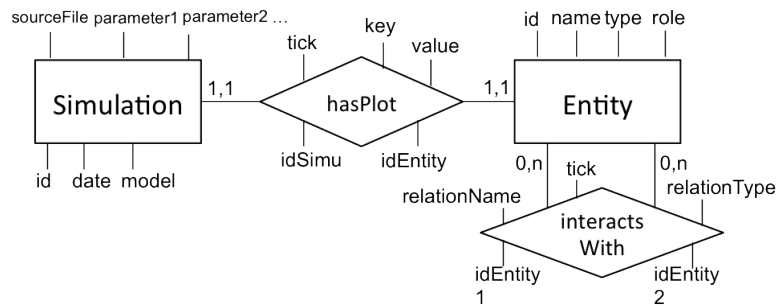 sourceFile parameter1 parameter2 ...
id name type role
tick
key
value
Simulation
1,1
hasPlot
1,1
Entity
idSimu
idEntity
id date model
0,n
tick
0,n
relationName
relationType
interacts
With
idEntity
1
idEntity
2